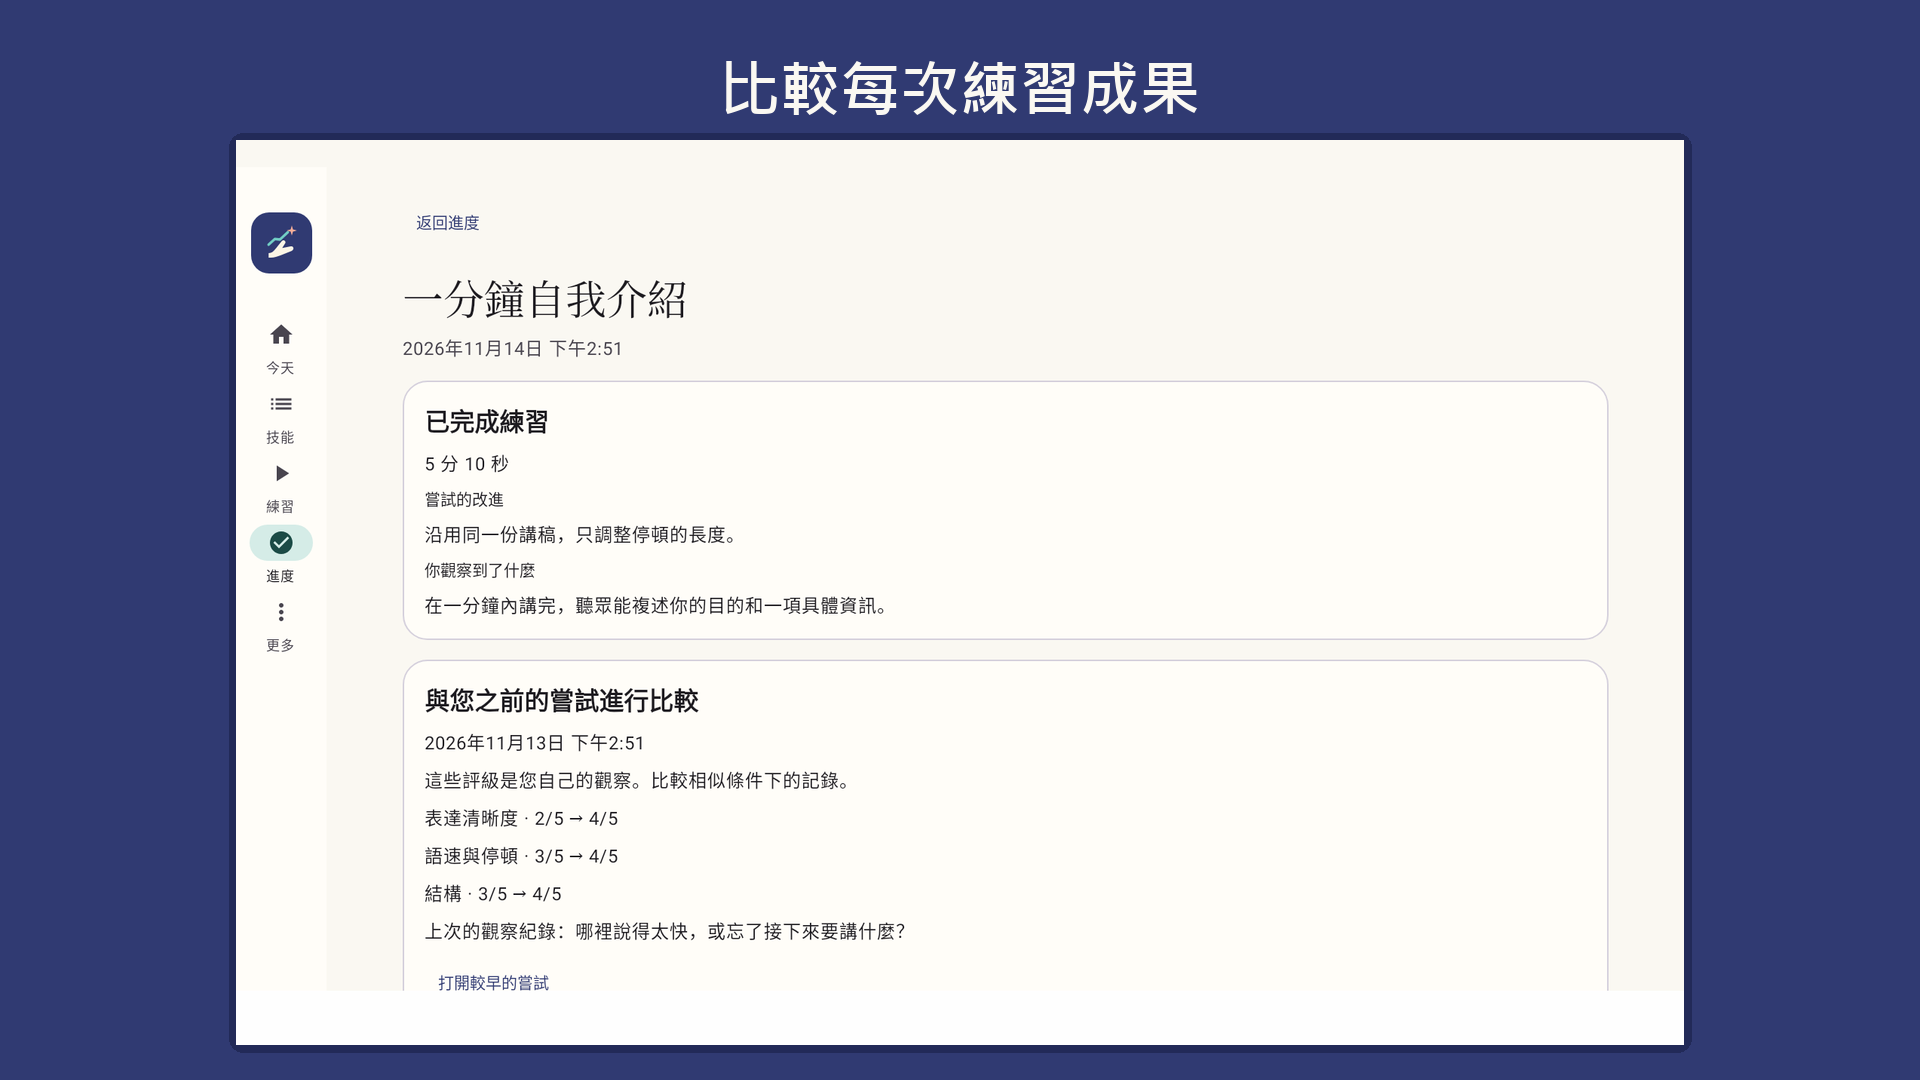 比較每次練習成果
返回進度
一分鐘自我介紹
2026年11月14日 下午2:51
今天
技能
練習
進度
更多
已完成練習
5 分 10 秒
嘗試的改進
沿用同一份講稿，只調整停頓的長度。
你觀察到了什麼
在一分鐘內講完，聽眾能複述你的目的和一項具體資訊。
與您之前的嘗試進行比較
2026年11月13日 下午2:51
這些評級是您自己的觀察。比較相似條件下的記錄。
表達清晰度 · 2/5 → 4/5
語速與停頓 · 3/5 → 4/5
結構 · 3/5 → 4/5
上次的觀察紀錄：哪裡說得太快，或忘了接下來要講什麼？
打開較早的嘗試